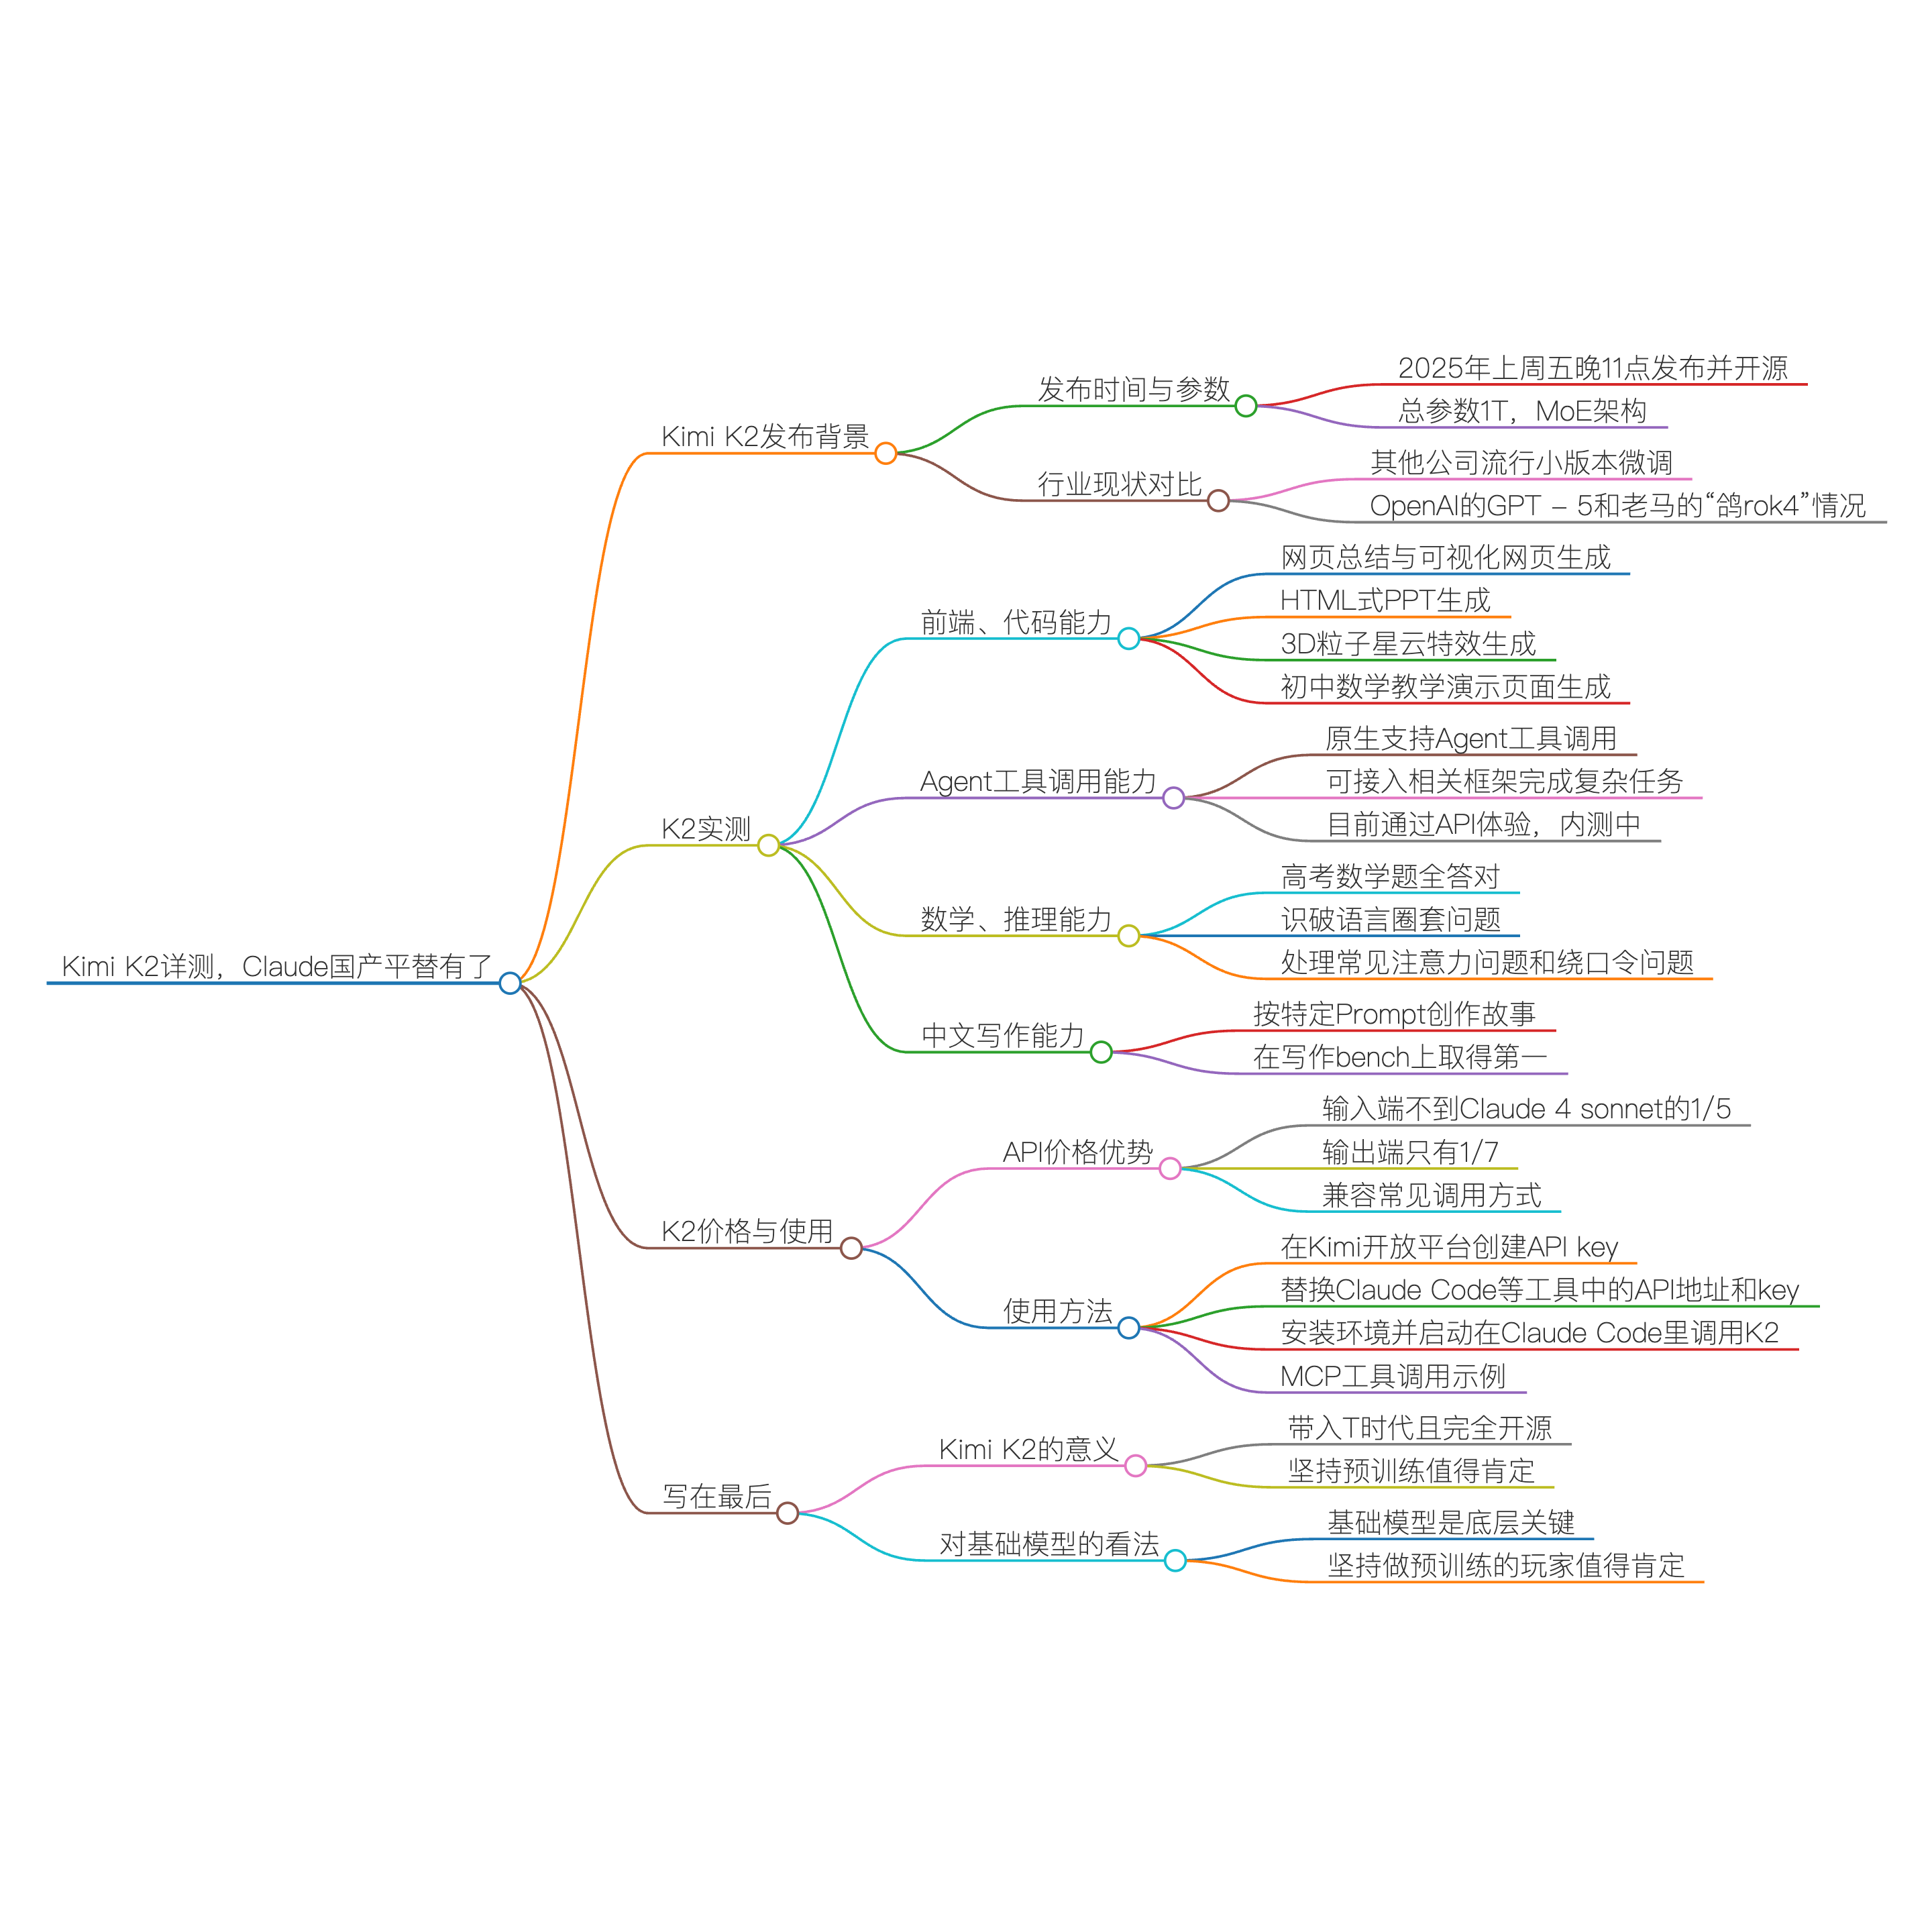 Kimi K2详测，Claude国产平替有了
Kimi K2发布背景
发布时间与参数
2025年上周五晚11点发布并开源
总参数1T，MoE架构
行业现状对比
其他公司流行小版本微调
OpenAI的GPT – 5和老马的“鸽rok4”情况
K2实测
前端、代码能力
网页总结与可视化网页生成
HTML式PPT生成
3D粒子星云特效生成
初中数学教学演示页面生成
Agent工具调用能力
原生支持Agent工具调用
可接入相关框架完成复杂任务
目前通过API体验，内测中
数学、推理能力
高考数学题全答对
识破语言圈套问题
处理常见注意力问题和绕口令问题
中文写作能力
按特定Prompt创作故事
在写作bench上取得第一
K2价格与使用
API价格优势
输入端不到Claude 4 sonnet的1/5
输出端只有1/7
兼容常见调用方式
使用方法
在Kimi开放平台创建API key
替换Claude Code等工具中的API地址和key
安装环境并启动在Claude Code里调用K2
MCP工具调用示例
写在最后
Kimi K2的意义
带入T时代且完全开源
坚持预训练值得肯定
对基础模型的看法
基础模型是底层关键
坚持做预训练的玩家值得肯定